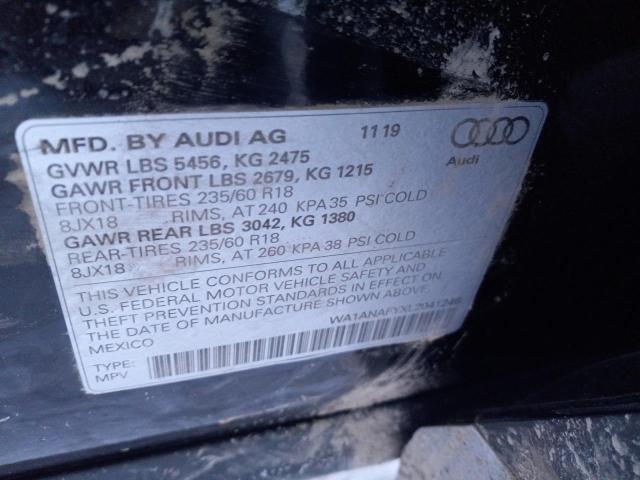 MFD. BY AUDI AG 11 19
GVWR LBS 5456, KG 2475
GAWR FRONT LBS 2679, KG 1215
FRONT-TIRES 235/60 R18
8JX18 RIMS, AT 240 KPA 35 PSI COLD
GAWR REAR LBS 3042, KG 1380
REAR-TIRES 235/60 R18
8JX18 RIMS, AT 260 KPA 38 PSI COLD
Audi
THIS VEHICLE CONFORMS TO ALL APPLICABLE
U.S. FEDERAL MOTOR VEHICLE SAFETY AND
THEFT PREVENTION STANDARDS IN EFFECT ON
THE DATE OF MANUFACTURE SHOWN ABOVE.
MEXICO WA1ANAFYXL2041246
TYPE:
MPV